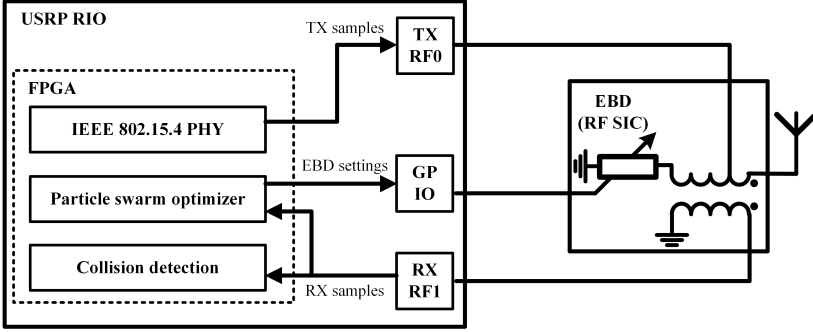 USRP RIO
TX samples
TX
RF0
FPGA
IEEE 802.15.4 PHY
EBD
(RF SIC)
EBD settings
GP
IO
Particle swarm optimizer
Collision detection
RX samples
RX
RF1